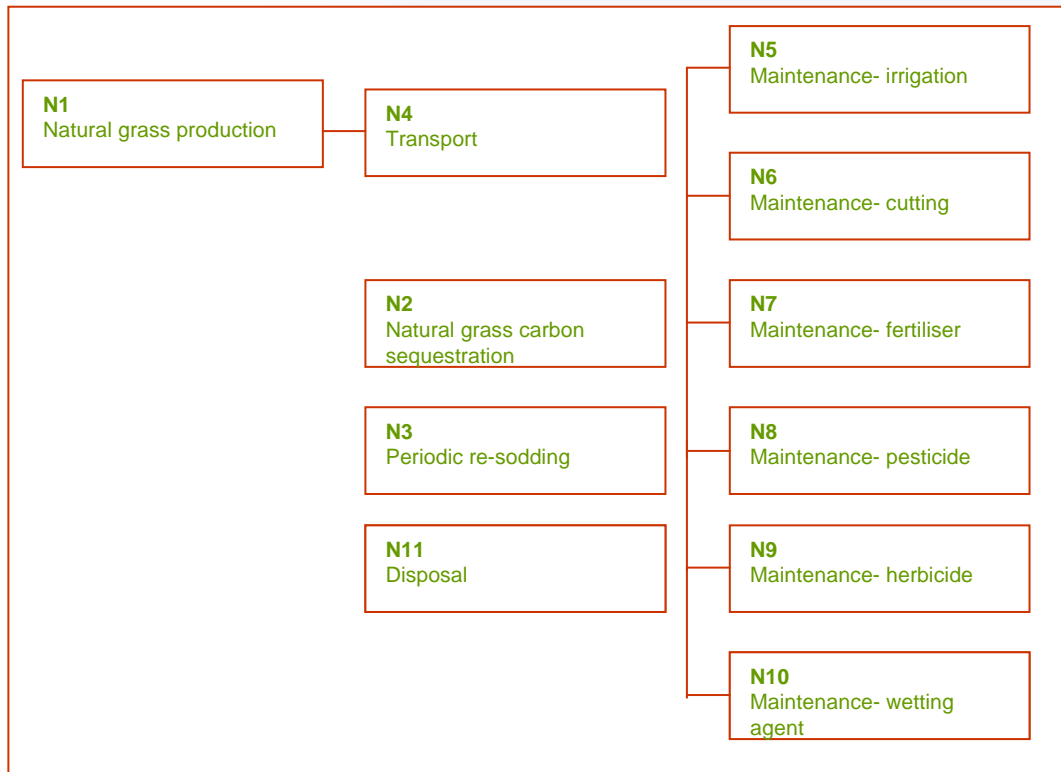 N1
Natural grass production
N4
Transport
N2
Natural grass carbon
sequestration
N3
Periodic re-sodding
N11
Disposal
N5
Maintenance- irrigation
N6
Maintenance- cutting
N7
Maintenance- fertiliser
N8
Maintenance- pesticide
N9
Maintenance- herbicide
N10
Maintenance- wetting
agent